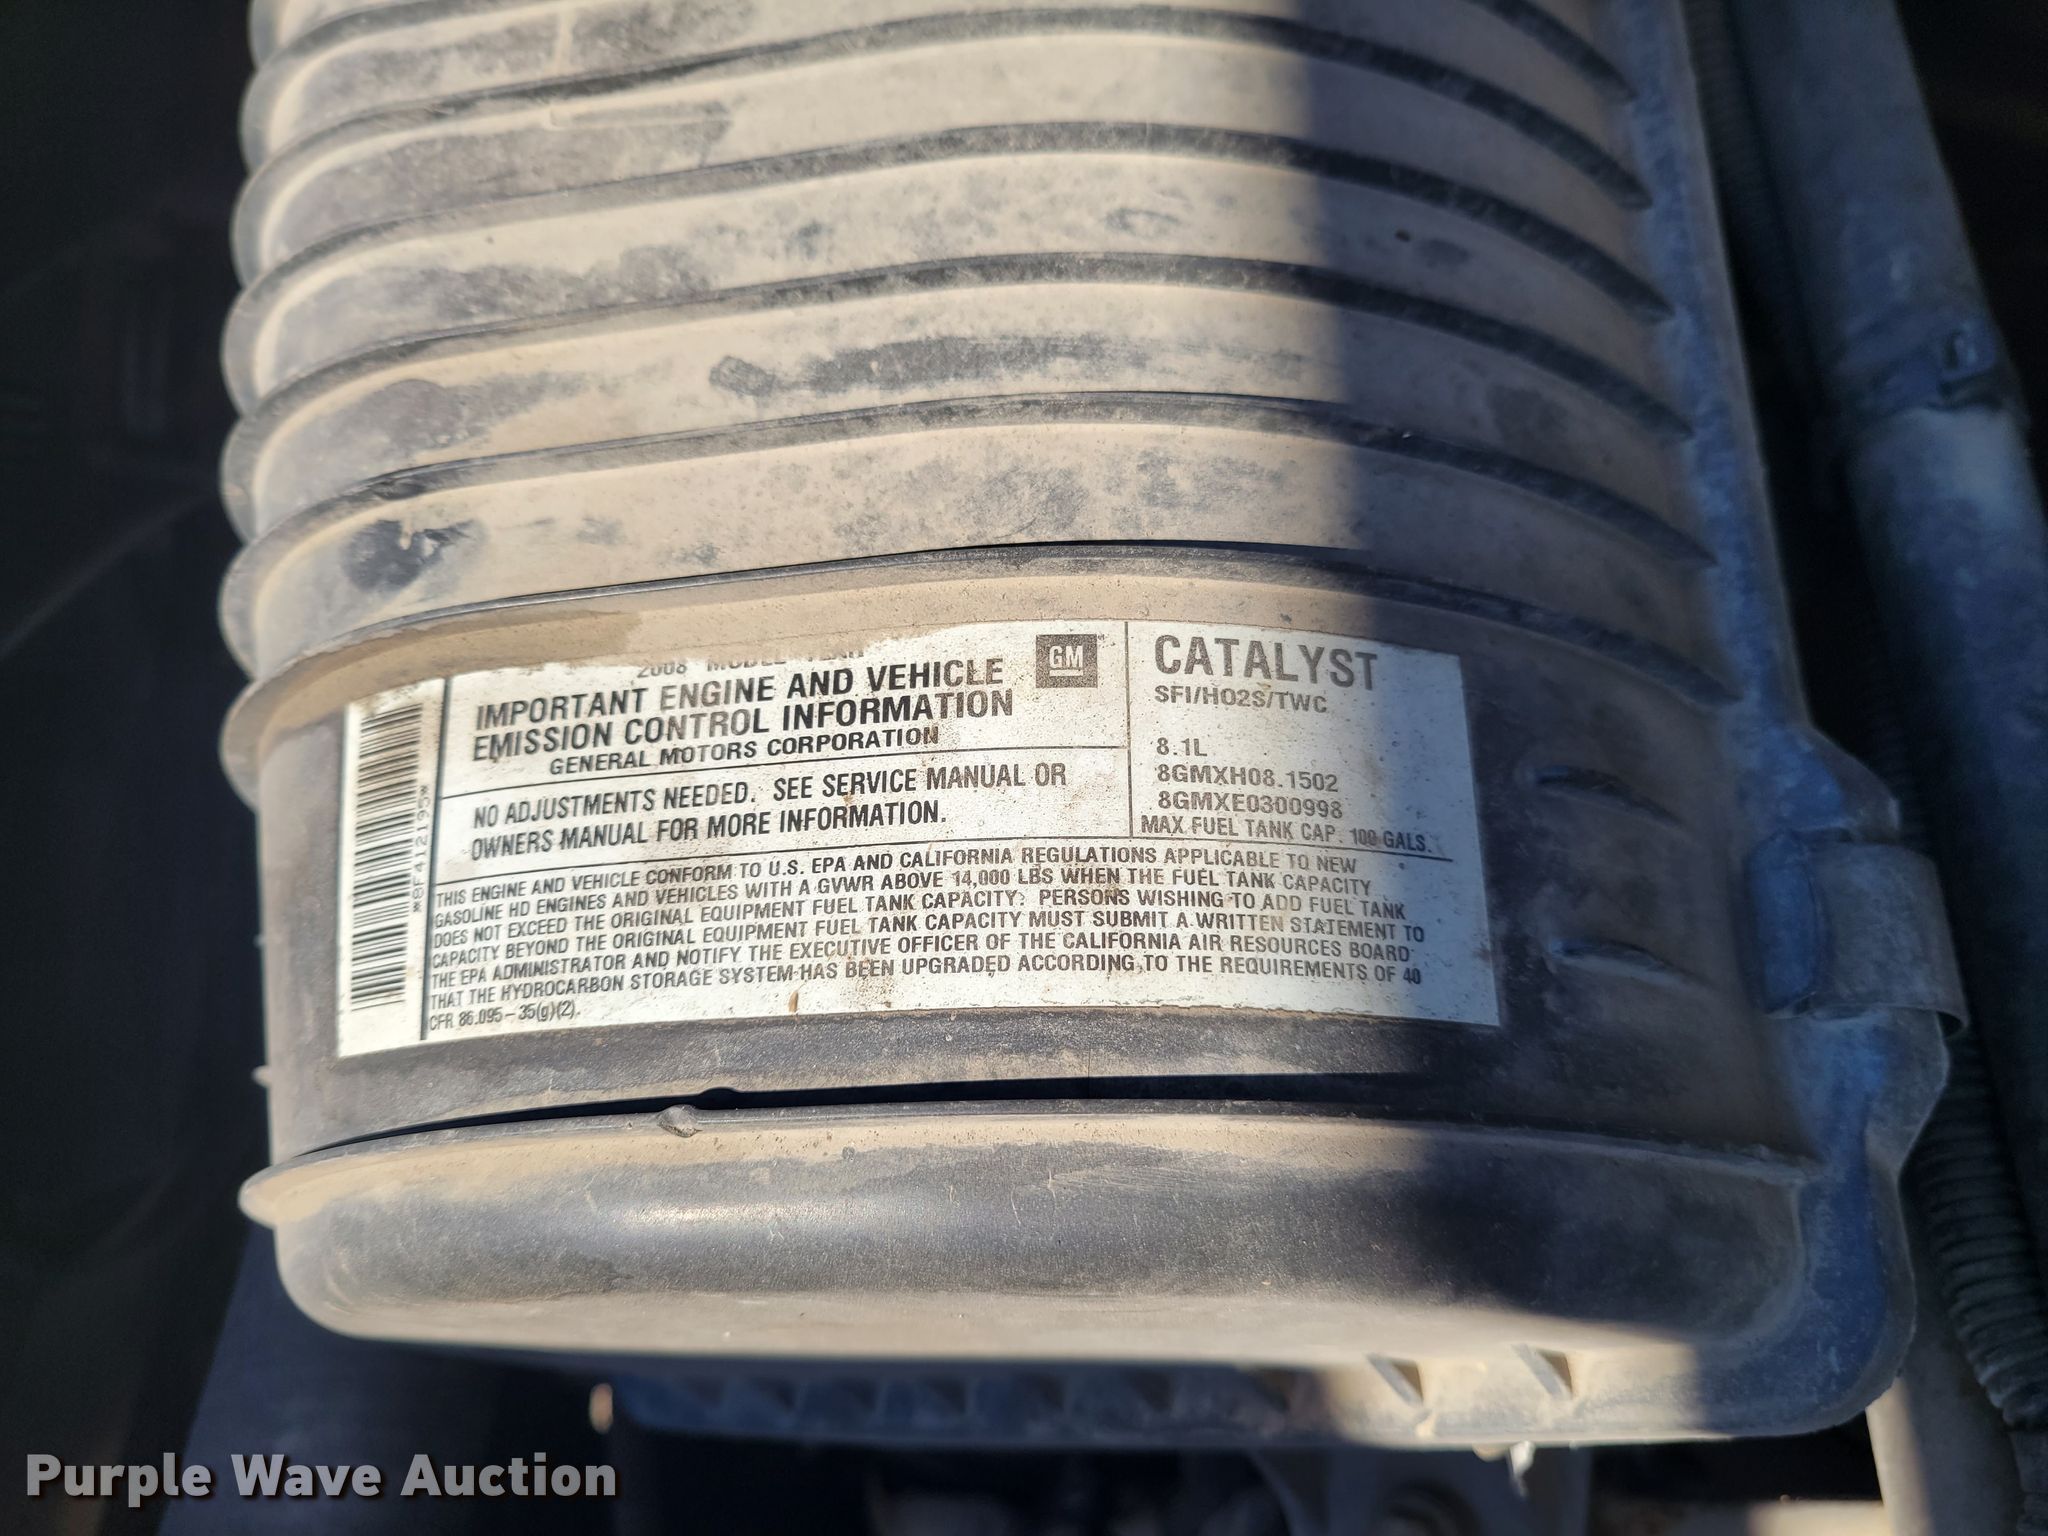 2008 MODEL YEAR
IMPORTANT ENGINE AND VEHICLE
EMISSION CONTROL INFORMATION
GENERAL MOTORS CORPORATION
GM
NO ADJUSTMENTS NEEDED. SEE SERVICE MANUAL OR
OWNERS MANUAL FOR MORE INFORMATION.
CATALYST
SFI/HO2S/TWC
8.1L
8GMXH08.1502
8GMXE0300998
MAX FUEL TANK CAP. 100 GALS.
THIS ENGINE AND VEHICLE CONFORM TO U.S. EPA AND CALIFORNIA REGULATIONS APPLICABLE TO NEW
GASOLINE HD ENGINES AND VEHICLES WITH A GVWR ABOVE 14,000 LBS WHEN THE FUEL TANK CAPACITY
DOES NOT EXCEED THE ORIGINAL EQUIPMENT FUEL TANK CAPACITY. PERSONS WISHING TO ADD FUEL TANK
CAPACITY BEYOND THE ORIGINAL EQUIPMENT FUEL TANK CAPACITY MUST SUBMIT A WRITTEN STATEMENT TO
THE EPA ADMINISTRATOR AND NOTIFY THE EXECUTIVE OFFICER OF THE CALIFORNIA AIR RESOURCES BOARD
THAT THE HYDROCARBON STORAGE SYSTEM HAS BEEN UPGRADED ACCORDING TO THE REQUIREMENTS OF 40
CFR 86.095-35(g)(2).
*8F412195*
Purple Wave Auction